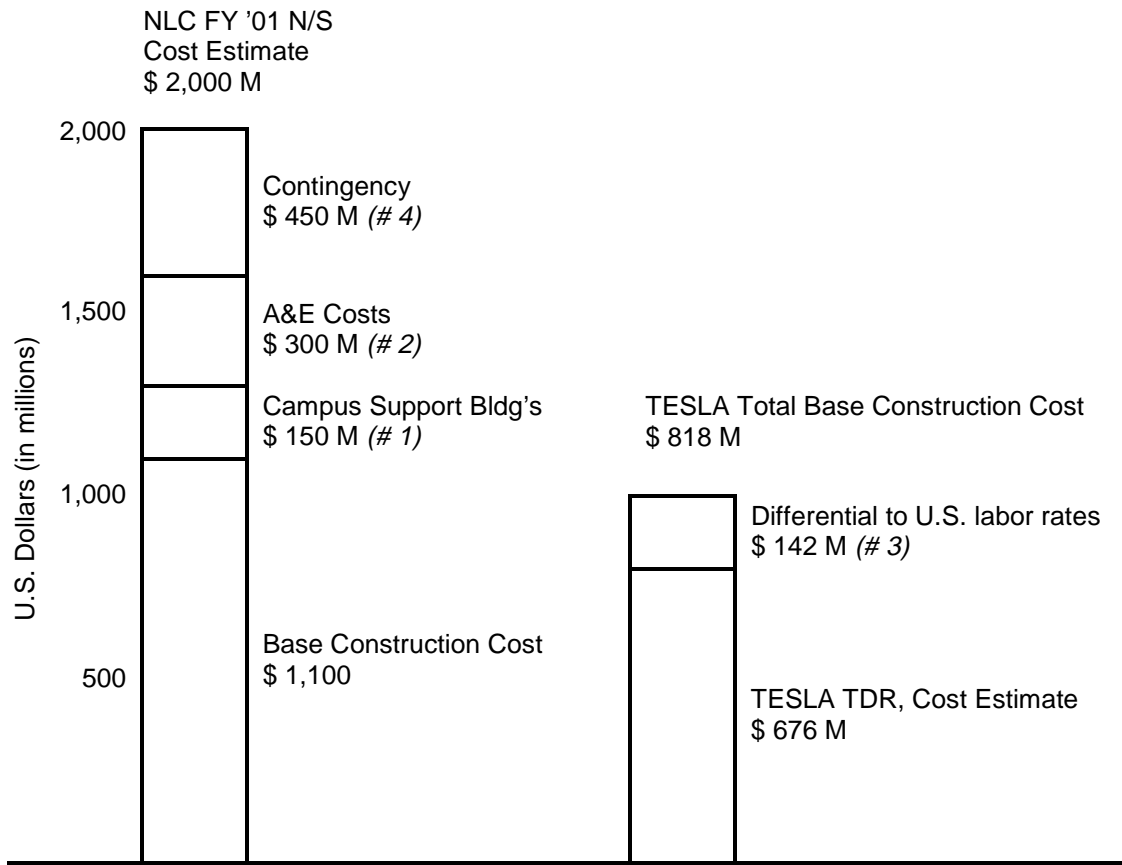 NLC FY '01 N/S
Cost Estimate
$ 2,000 M
2,000
Contingency
$ 450 M (# 4)
1,500
A&E Costs
$ 300 M (# 2)
Campus Support Bldg's
$ 150 M (# 1)
TESLA Total Base Construction Cost
$ 818 M
1,000
Differential to U.S. labor rates
$ 142 M (# 3)
U.S. Dollars (in millions)
Base Construction Cost
$ 1,100
500
TESLA TDR, Cost Estimate
$ 676 M